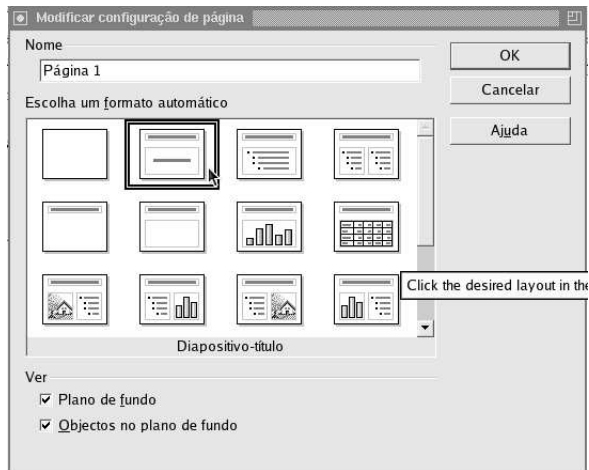 Modificar configuração de página
Nome
Página 1
OK
Cancelar
Ajuda
Escolha um formato automático
Click the desired layout in the
Diapositivo-título
Ver
Plano de fundo
Objectos no plano de fundo